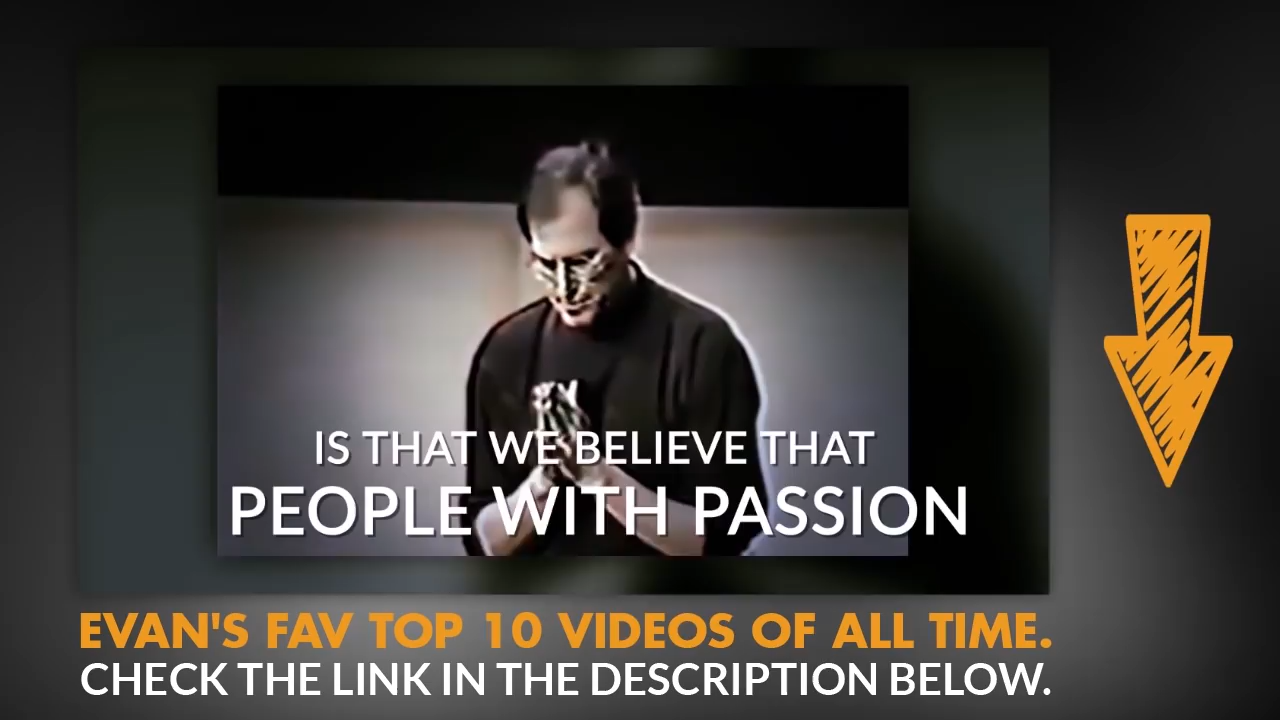 IS THAT WE BELIEVE THAT
PEOPLE WITH PASSION
EVAN'S FAV TOP 10 VIDEOS OF ALL TIME.
CHECK THE LINK IN THE DESCRIPTION BELOW.